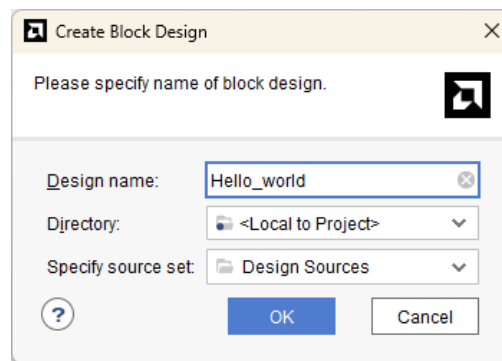 Create Block Design
Please specify name of block design.
Design name: Hello_world
Directory: <Local to Project>
Specify source set: Design Sources
? OK Cancel